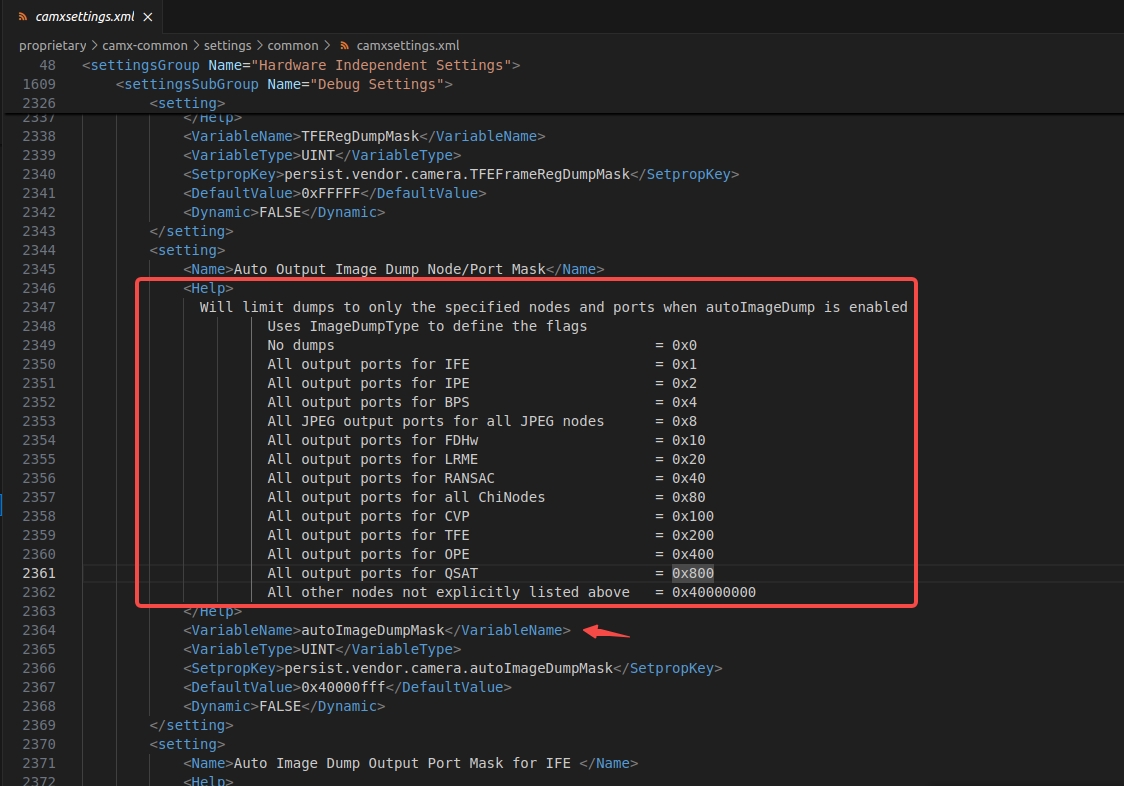 camxsettings.xml ×
proprietary > camx-common > settings > common > camxsettings.xml
48 <settingsGroup Name="Hardware Independent Settings">
1609 <settingsSubGroup Name="Debug Settings">
2326 <setting>
2337 </Help>
2338 <VariableName>TFERegDumpMask</VariableName>
2339 <VariableType>UINT</VariableType>
2340 <SetpropKey>persist.vendor.camera.TFEFrameRegDumpMask</SetpropKey>
2341 <DefaultValue>0xFFFFF</DefaultValue>
2342 <Dynamic>FALSE</Dynamic>
2343 </setting>
2344 <setting>
2345 <Name>Auto Output Image Dump Node/Port Mask</Name>
2346 <Help>
2347 Will limit dumps to only the specified nodes and ports when autoImageDump is enabled
2348 Uses ImageDumpType to define the flags
2349 No dumps = 0x0
2350 All output ports for IFE = 0x1
2351 All output ports for IPE = 0x2
2352 All output ports for BPS = 0x4
2353 All JPEG output ports for all JPEG nodes = 0x8
2354 All output ports for FDHw = 0x10
2355 All output ports for LRME = 0x20
2356 All output ports for RANSAC = 0x40
2357 All output ports for all ChiNodes = 0x80
2358 All output ports for CVP = 0x100
2359 All output ports for TFE = 0x200
2360 All output ports for OPE = 0x400
2361 All output ports for QSAT = 0x800
2362 All other nodes not explicitly listed above = 0x40000000
2363 </Help>
2364 <VariableName>autoImageDumpMask</VariableName>
2365 <VariableType>UINT</VariableType>
2366 <SetpropKey>persist.vendor.camera.autoImageDumpMask</SetpropKey>
2367 <DefaultValue>0x40000fff</DefaultValue>
2368 <Dynamic>FALSE</Dynamic>
2369 </setting>
2370 <setting>
2371 <Name>Auto Image Dump Output Port Mask for IFE </Name>
2372 <Help>